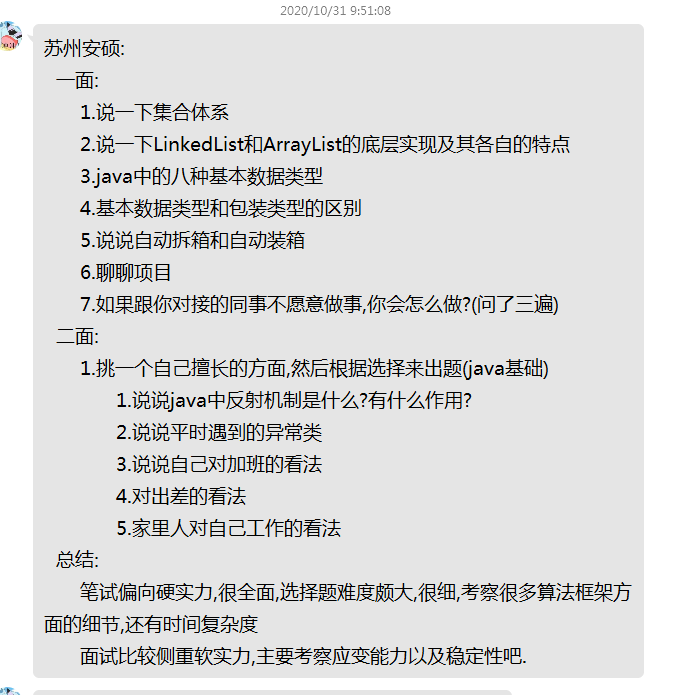 2020/10/31 9:51:08
苏州安硕:
一面:
1.说一下集合体系
2.说一下LinkedList和ArrayList的底层实现及其各自的特点
3.java中的八种基本数据类型
4.基本数据类型和包装类型的区别
5.说说自动拆箱和自动装箱
6.聊聊项目
7.如果跟你对接的同事不愿意做事,你会怎么做?(问了三遍)
二面:
1.挑一个自己擅长的方面,然后根据选择来出题(java基础)
1.说说java中反射机制是什么?有什么作用?
2.说说平时遇到的异常类
3.说说自己对加班的看法
4.对出差的看法
5.家里人对自己工作的看法
总结:
笔试偏向硬实力,很全面,选择题难度颇大,很细,考察很多算法框架方
面的细节,还有时间复杂度
面试比较侧重软实力,主要考察应变能力以及稳定性吧.